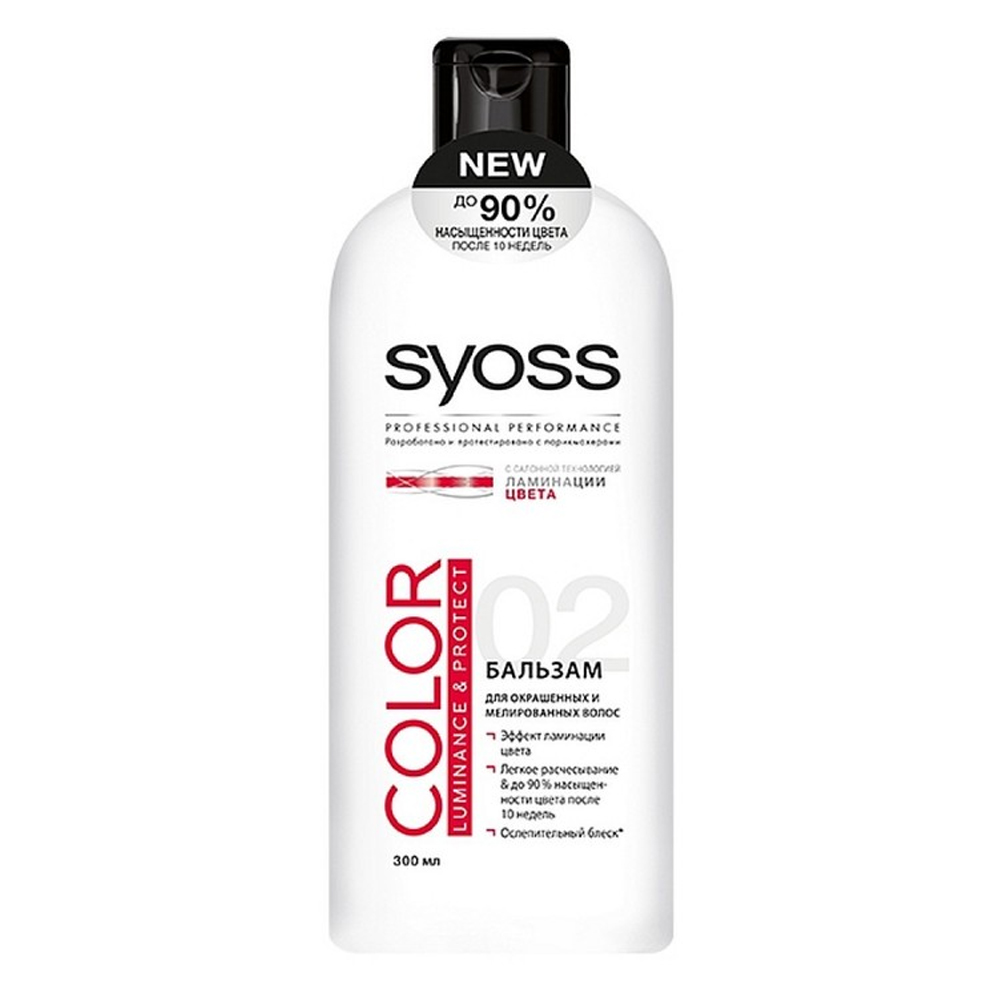 NEW
ДО 90%
НАСЫЩЕННОСТИ ЦВЕТА
ПОСЛЕ 10 НЕДЕЛЬ
syoss
PROFESSIONAL PERFORMANCE
Разработано и протестировано с парикмахерами
С САЛОННОЙ ТЕХНОЛОГИЕЙ
ЛАМИНАЦИИ
ЦВЕТА
COLOR
LUMINANCE & PROTECT
02
БАЛЬЗАМ
ДЛЯ ОКРАШЕННЫХ И
МЕЛИРОВАННЫХ ВОЛОС
Эффект ламинации
цвета
Легкое расчесывание
& до 90% насыщен-
ности цвета после
10 недель
Ослепительный блеск*
300 мл